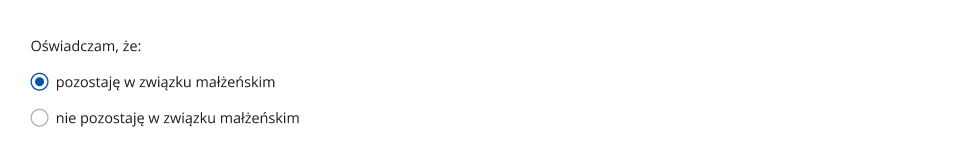 Oświadczam, że:
pozostaję w związku małżeńskim
nie pozostaję w związku małżeńskim